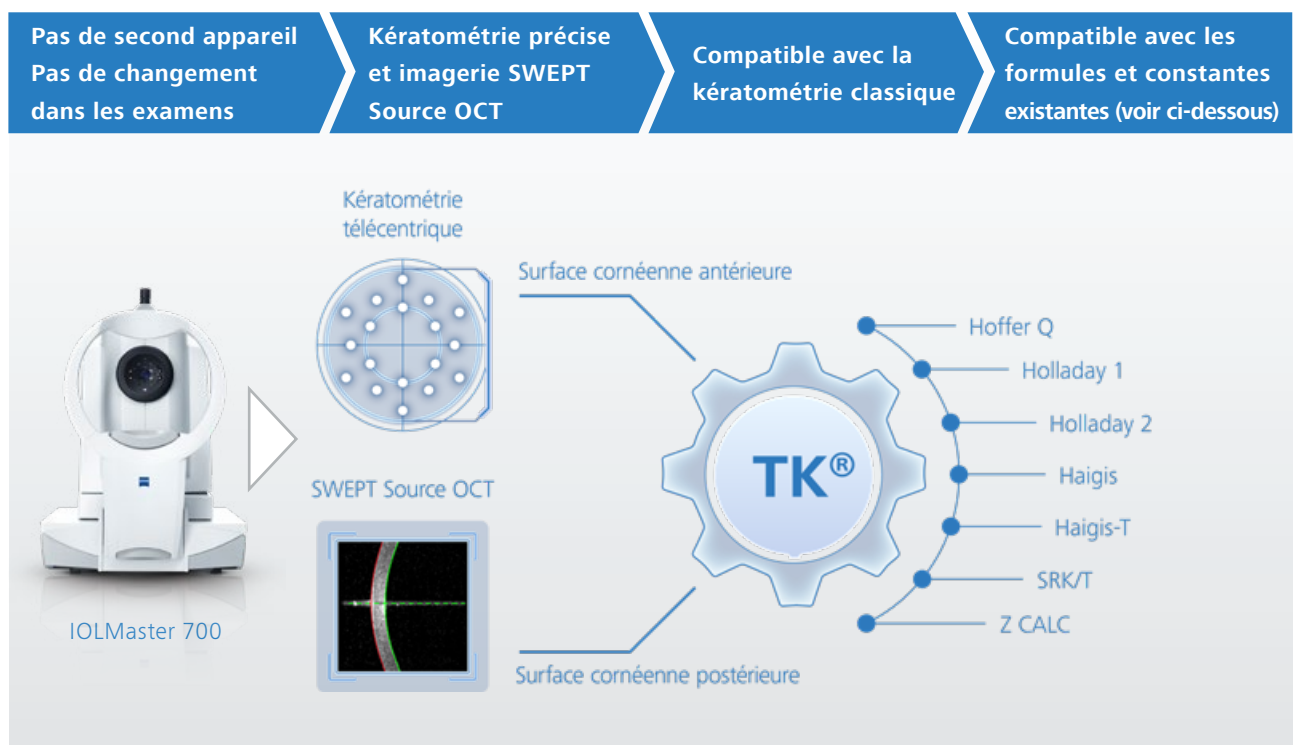 Pas de second appareil
Pas de changement
dans les examens
Kératométrie précise
et imagerie SWEPT
Source OCT
Compatible avec la
kératométrie classique
Compatible avec les
formules et constantes
existantes (voir ci-dessous)
Kératométrie
télécentrique
Surface cornéenne antérieure
SWEPT Source OCT
IOLMaster 700
Surface cornéenne postérieure
TK®
Hoffer Q
Holladay 1
Holladay 2
Haigis
Haigis-T
SRK/T
Z CALC